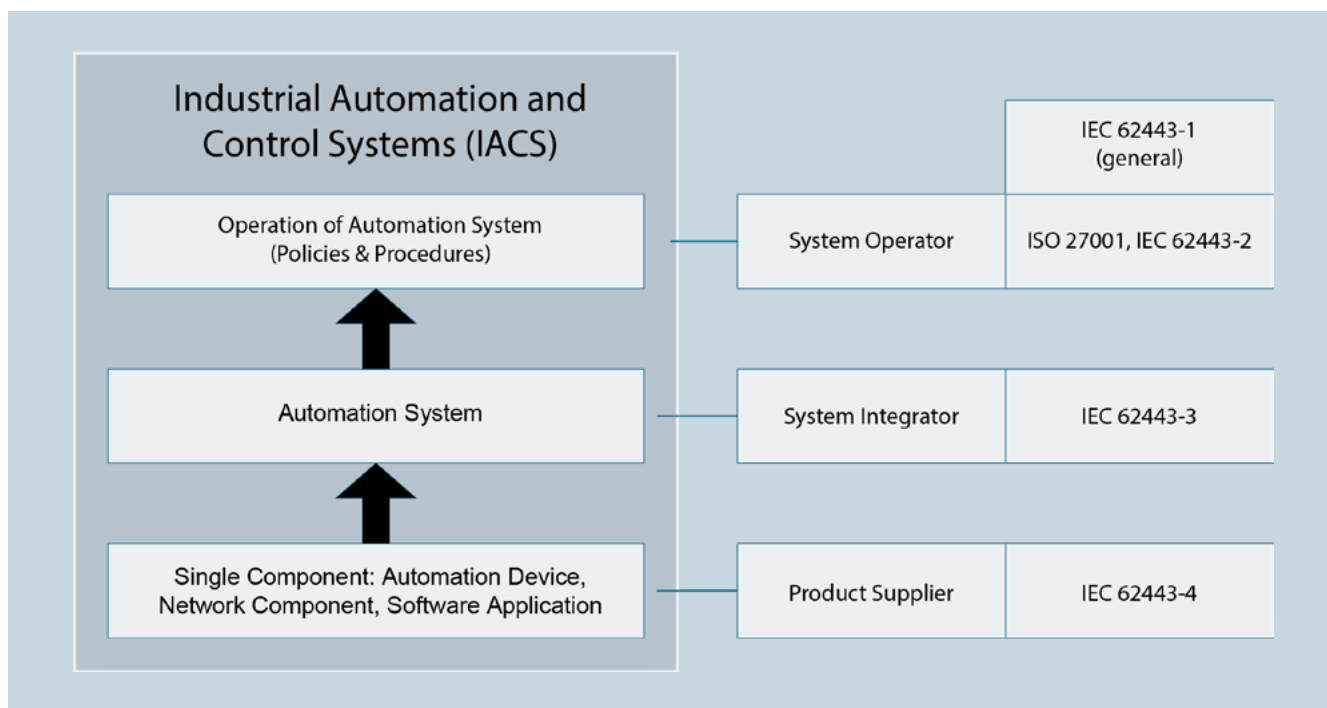 Industrial Automation and
Control Systems (IACS)
IEC 62443-1
(general)
Operation of Automation System
(Policies & Procedures)
System Operator
ISO 27001, IEC 62443-2
Automation System
System Integrator
IEC 62443-3
Single Component: Automation Device,
Network Component, Software Application
Product Supplier
IEC 62443-4